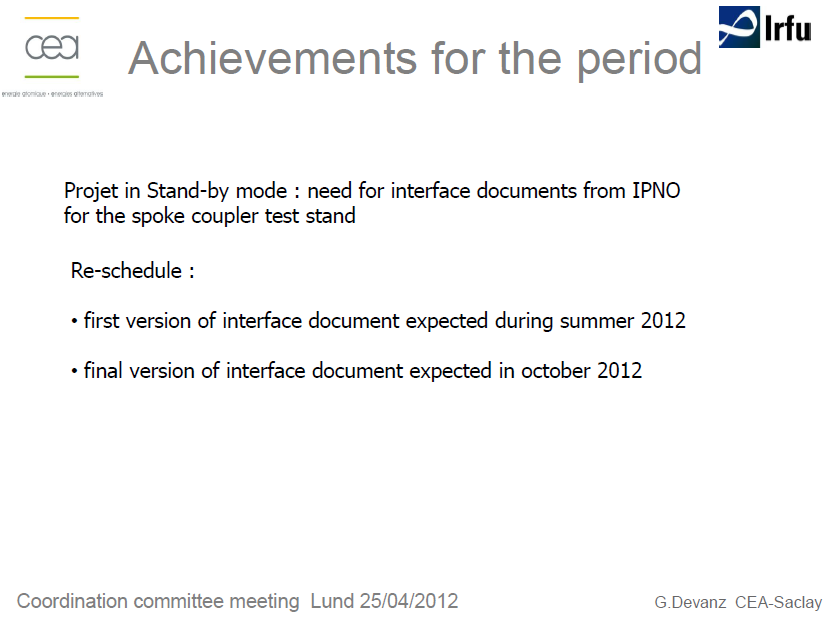 cea
énergie atomique • énergies alternatives
Irfu
Achievements for the period
Projet in Stand-by mode : need for interface documents from IPNO
for the spoke coupler test stand
Re-schedule :
• first version of interface document expected during summer 2012
• final version of interface document expected in october 2012
Coordination committee meeting Lund 25/04/2012
G.Devanz CEA-Saclay